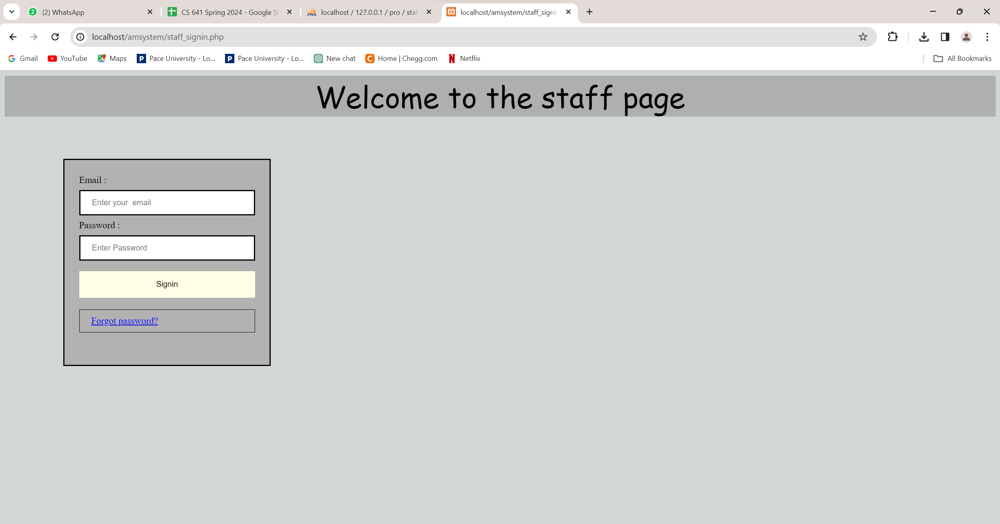 (2) WhatsApp
CS 641 Spring 2024 - Google Sh
localhost / 127.0.0.1 / pro / staf
localhost/amsystem/staff_signin
localhost/amsystem/staff_signin.php
Gmail YouTube Maps Pace University - Lo... Pace University - Lo... New chat Home | Chegg.com Netflix All Bookmarks
Welcome to the staff page
Email :
Enter your  email
Password :
Enter Password
Signin
Forgot password?